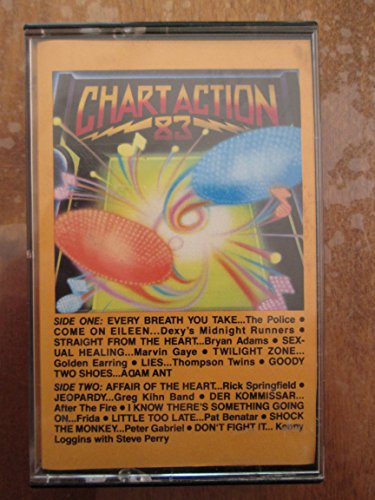 CHART ACTION
83
SIDE ONE: EVERY BREATH YOU TAKE...The Police •
COME ON EILEEN...Dexy's Midnight Runners •
STRAIGHT FROM THE HEART...Bryan Adams • SEX-
UAL HEALING...Marvin Gaye • TWILIGHT ZONE...
Golden Earring • LIES...Thompson Twins • GOODY
TWO SHOES...ADAM ANT
SIDE TWO: AFFAIR OF THE HEART...Rick Springfield •
JEOPARDY...Greg Kihn Band • DER KOMMISSAR...
After The Fire • I KNOW THERE'S SOMETHING GOING
ON...Frida • LITTLE TOO LATE...Pat Benatar • SHOCK
THE MONKEY...Peter Gabriel • DON'T FIGHT IT...Kenny
Loggins with Steve Perry